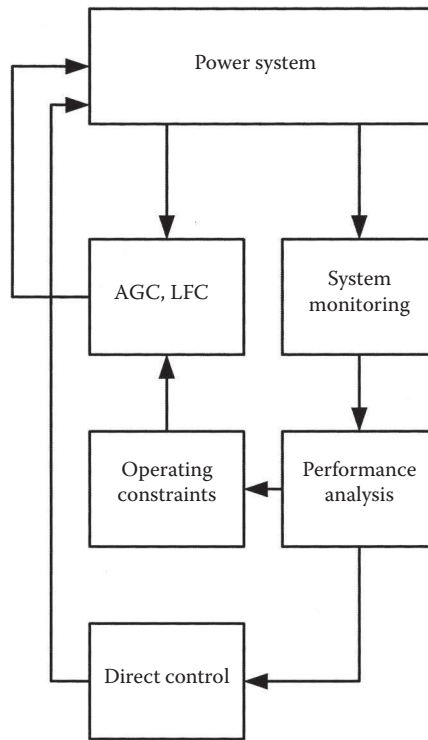 Power system
AGC, LFC
System
monitoring
Operating
constraints
Performance
analysis
Direct control